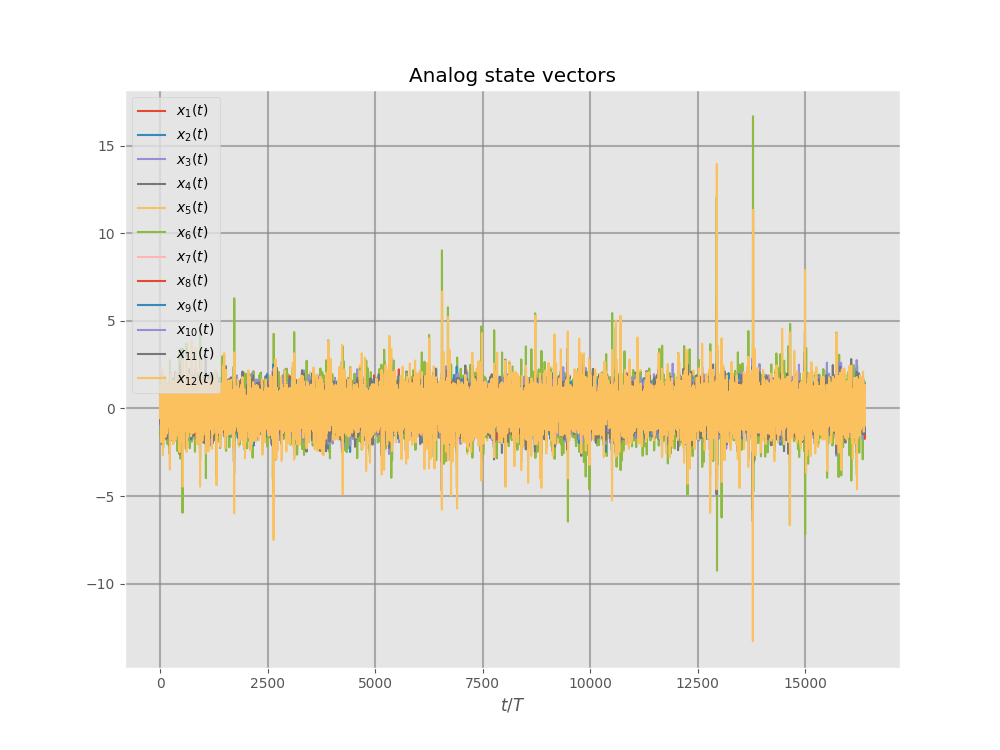 Analog state vectors
x₁(t)
x₂(t)
x₃(t)
x₄(t)
x₅(t)
x₆(t)
x₇(t)
x₈(t)
x₉(t)
x₁₀(t)
x₁₁(t)
x₁₂(t)
15
10
5
0
−5
−10
0 2500 5000 7500 10000 12500 15000
t/T